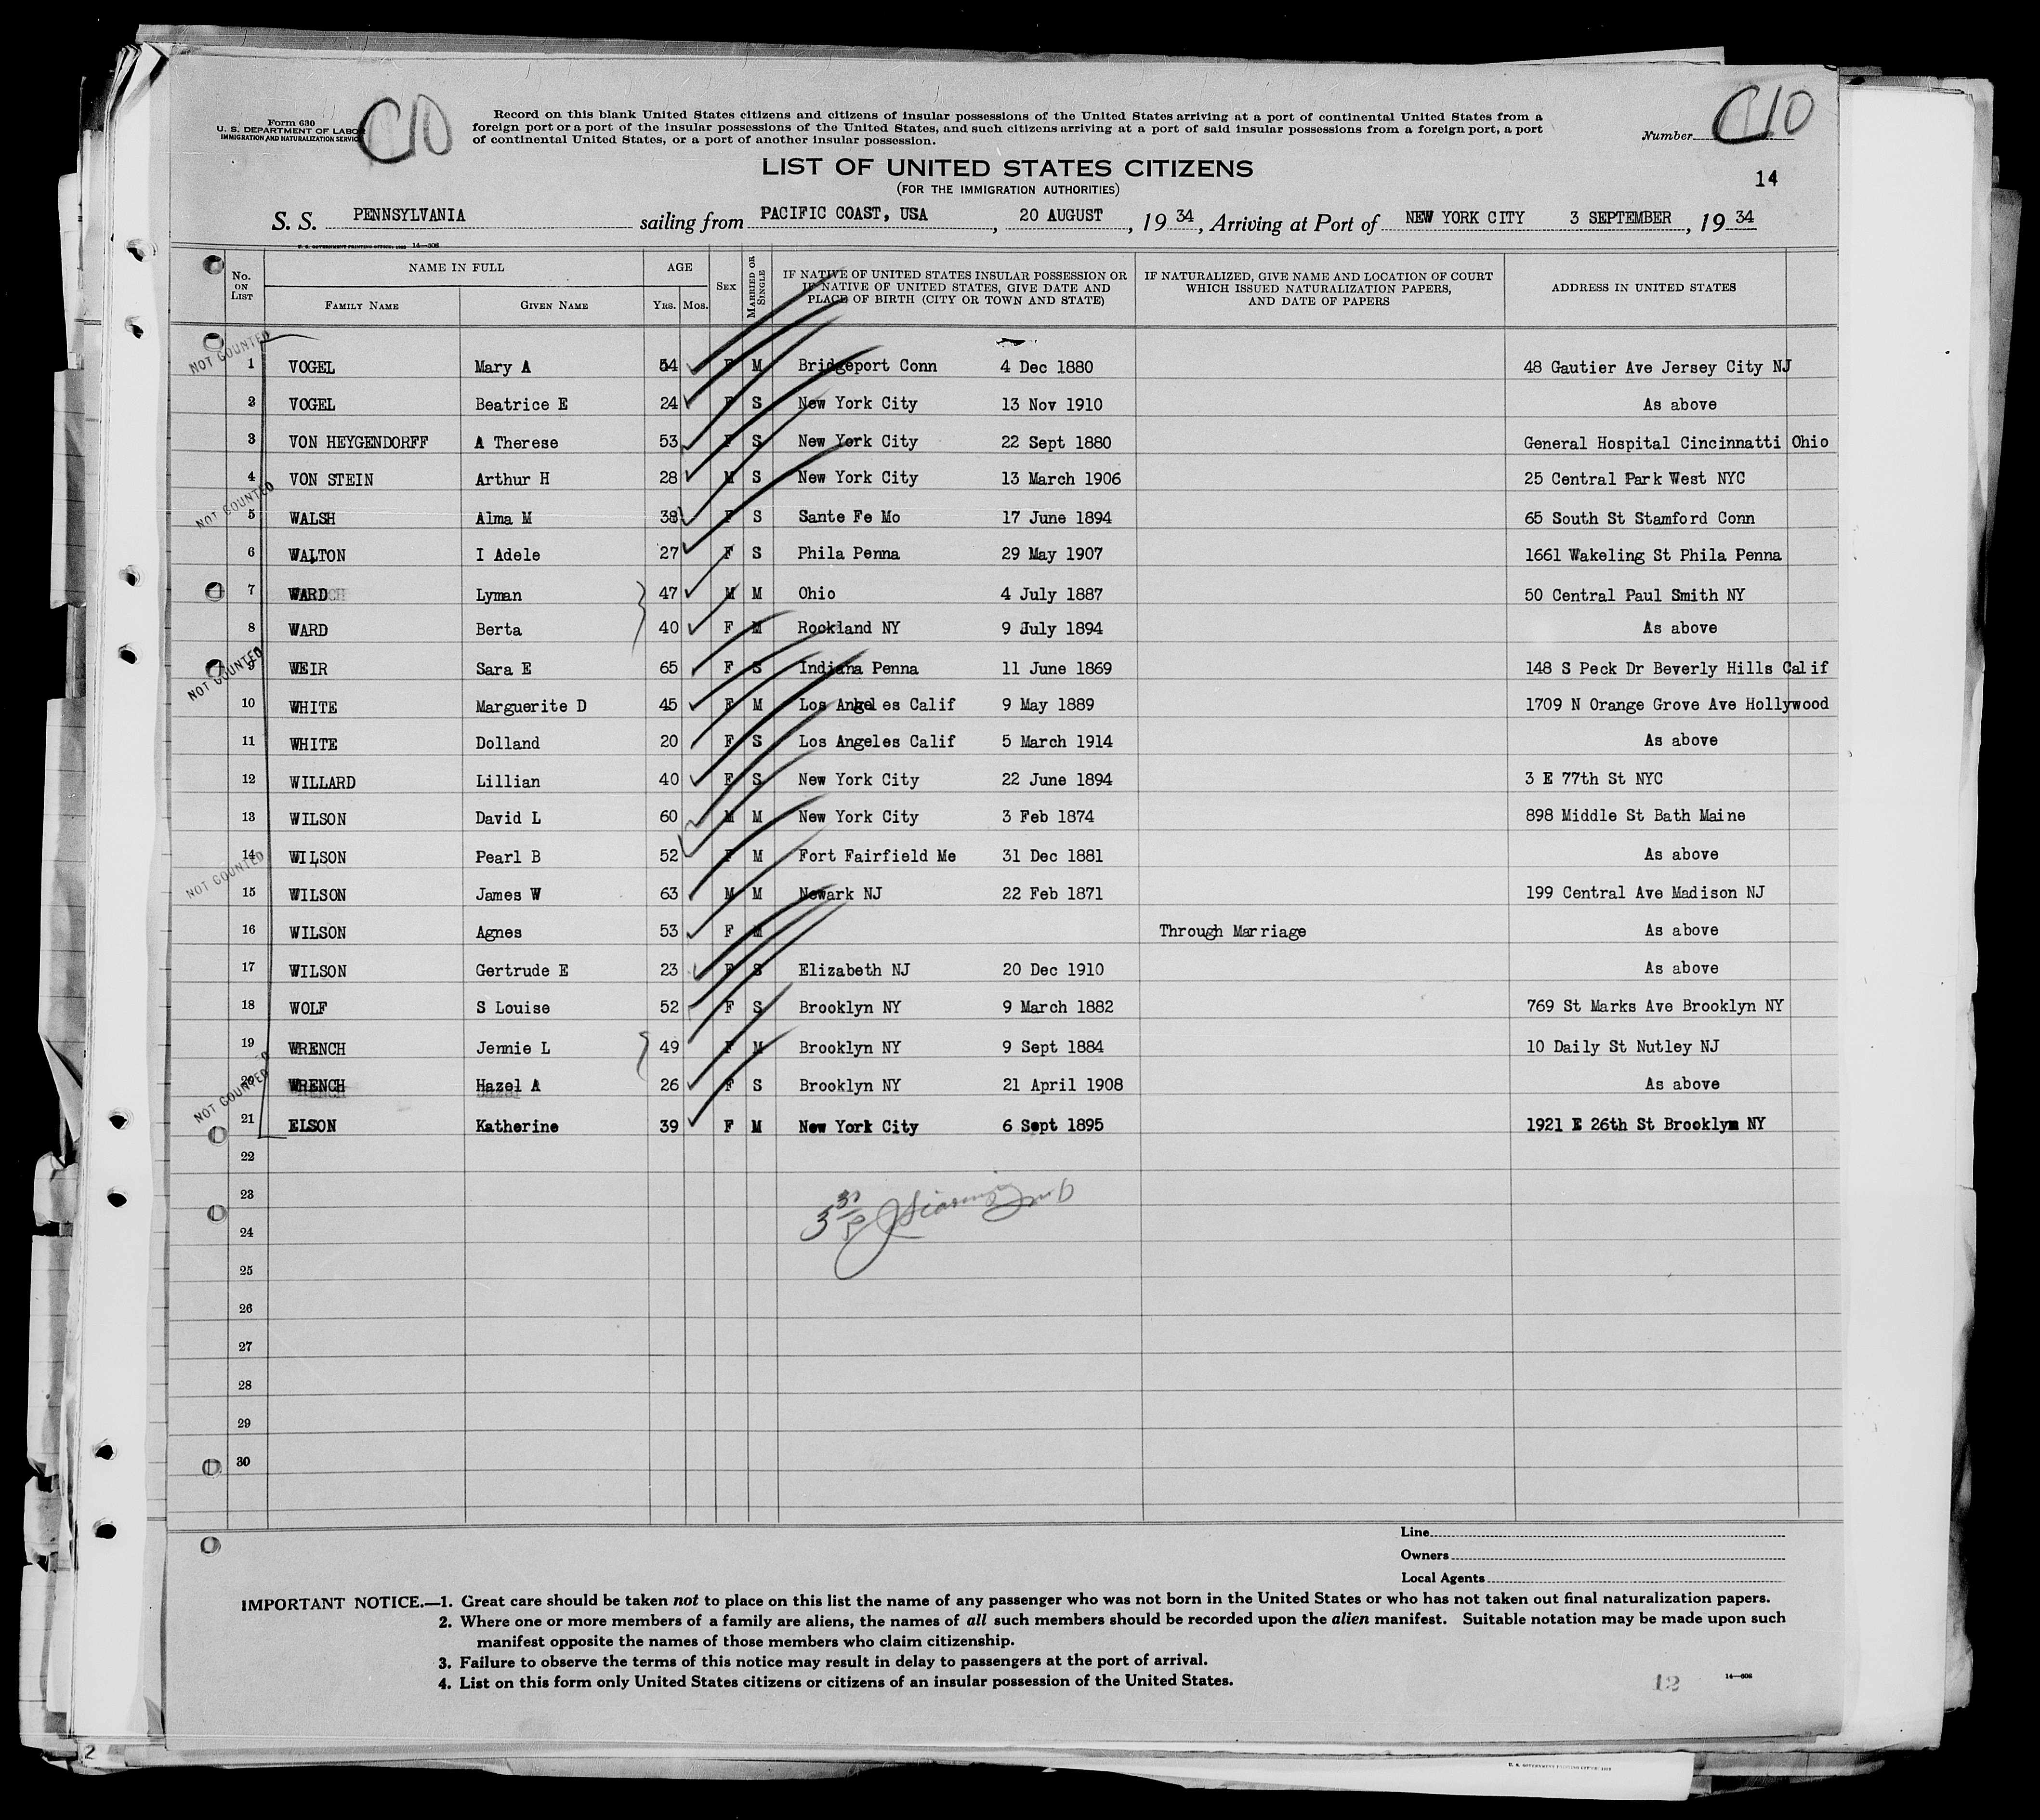 Form 630
U. S. DEPARTMENT OF LABOR
IMMIGRATION AND NATURALIZATION SERVICE
C10
Record on this blank United States citizens and citizens of insular possessions of the United States arriving at a port of continental United States from a
foreign port or a port of the insular possessions of the United States, and such citizens arriving at a port of said insular possessions from a foreign port, a port
of continental United States, or a port of another insular possession.
Number C10
LIST OF UNITED STATES CITIZENS
(FOR THE IMMIGRATION AUTHORITIES)
14
S. S. PENNSYLVANIA sailing from PACIFIC COAST, USA, 20 AUGUST, 1934, Arriving at Port of NEW YORK CITY 3 SEPTEMBER, 1934
No. ON LIST NAME IN FULL AGE SEX MARRIED OR SINGLE IF NATIVE OF UNITED STATES INSULAR POSSESSION OR IF NATIVE OF UNITED STATES, GIVE DATE AND PLACE OF BIRTH (CITY OR TOWN AND STATE) IF NATURALIZED, GIVE NAME AND LOCATION OF COURT WHICH ISSUED NATURALIZATION PAPERS, AND DATE OF PAPERS ADDRESS IN UNITED STATES
FAMILY NAME GIVEN NAME YRS. MOS.
NOT COUNTED
1 VOGEL Mary A 54 F M Bridgeport Conn 4 Dec 1880 48 Gautier Ave Jersey City NJ
2 VOGEL Beatrice E 24 F S New York City 13 Nov 1910 As above
3 VON HEYGENDORFF A Therese 53 F S New York City 22 Sept 1880 General Hospital Cincinnatti Ohio
4 VON STEIN Arthur H 28 M S New York City 13 March 1906 25 Central Park West NYC
NOT COUNTED
5 WALSH Alma M 38 F S Sante Fe Mo 17 June 1894 65 South St Stamford Conn
6 WALTON I Adele 27 F S Phila Penna 29 May 1907 1661 Wakeling St Phila Penna
7 WARD Lyman 47 M M Ohio 4 July 1887 50 Central Paul Smith NY
8 WARD Berta 40 F M Rockland NY 9 July 1894 As above
NOT COUNTED
9 WEIR Sara E 65 F S Indiana Penna 11 June 1869 148 S Peck Dr Beverly Hills Calif
10 WHITE Marguerite D 45 F M Los Angeles Calif 9 May 1889 1709 N Orange Grove Ave Hollywood
11 WHITE Dolland 20 F S Los Angeles Calif 5 March 1914 As above
12 WILLARD Lillian 40 F S New York City 22 June 1894 3 E 77th St NYC
13 WILSON David L 60 M M New York City 3 Feb 1874 898 Middle St Bath Maine
14 WILSON Pearl B 52 F M Fort Fairfield Me 31 Dec 1881 As above
NOT COUNTED
15 WILSON James W 63 M M Newark NJ 22 Feb 1871 199 Central Ave Madison NJ
16 WILSON Agnes 53 F M Through Marriage As above
17 WILSON Gertrude E 23 F S Elizabeth NJ 20 Dec 1910 As above
18 WOLF S Louise 52 F S Brooklyn NY 9 March 1882 769 St Marks Ave Brooklyn NY
19 WRENCH Jennie L 49 F M Brooklyn NY 9 Sept 1884 10 Daily St Nutley NJ
20 WRENCH Hazel A 26 F S Brooklyn NY 21 April 1908 As above
NOT COUNTED
21 ELSON Katherine 39 F M New York City 6 Sept 1895 1921 E 26th St Brooklyn NY
22
23
24
25
26
27
28
29
30
Line
Owners
Local Agents
IMPORTANT NOTICE.—1. Great care should be taken not to place on this list the name of any passenger who was not born in the United States or who has not taken out final naturalization papers.
2. Where one or more members of a family are aliens, the names of all such members should be recorded upon the alien manifest. Suitable notation may be made upon such
manifest opposite the names of those members who claim citizenship.
3. Failure to observe the terms of this notice may result in delay to passengers at the port of arrival.
4. List on this form only United States citizens or citizens of an insular possession of the United States.
12
14—608
2